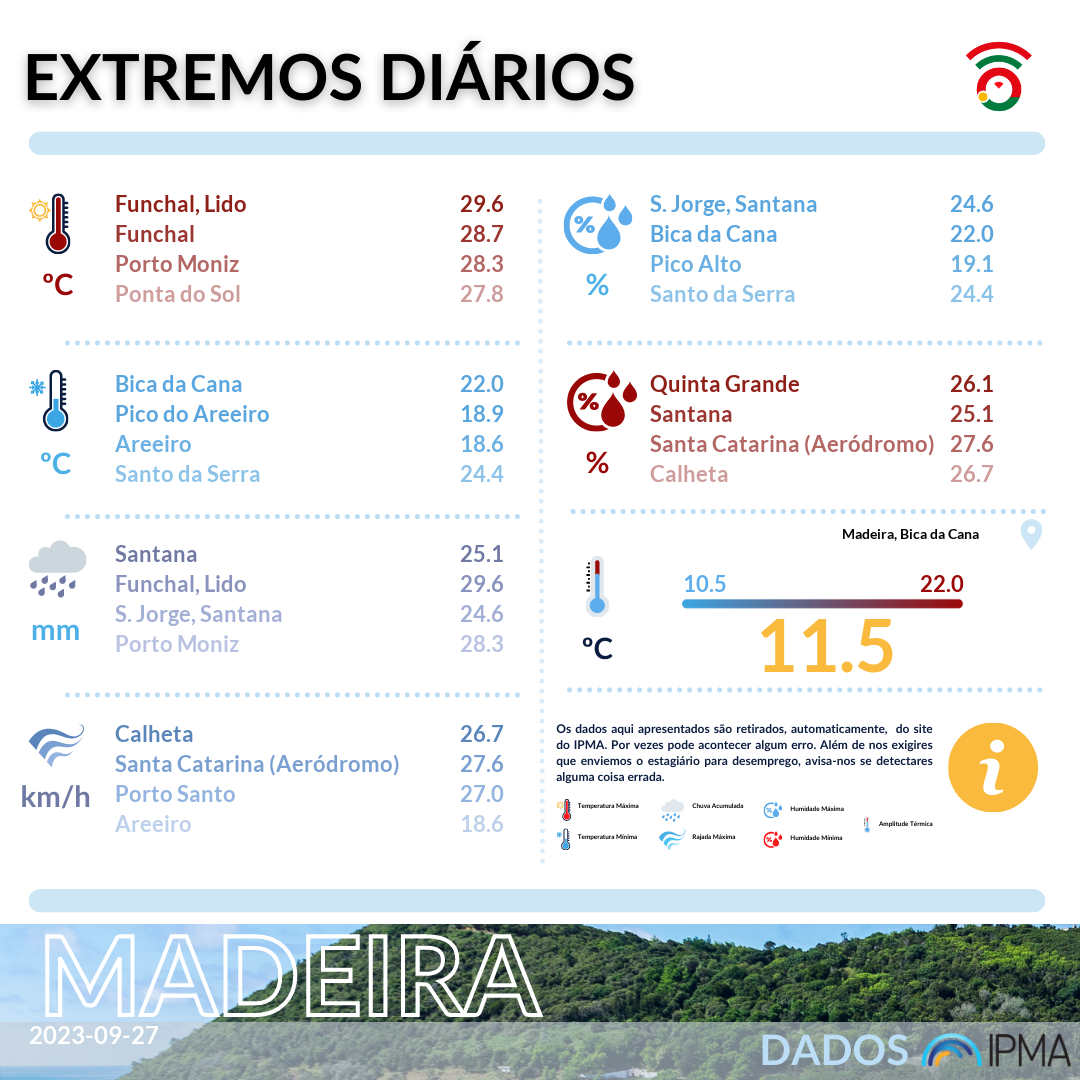 EXTREMOS DIÁRIOS
Funchal, Lido 29.6
Funchal 28.7
Porto Moniz 28.3
Ponta do Sol 27.8
ºC
S. Jorge, Santana 24.6
Bica da Cana 22.0
Pico Alto 19.1
Santo da Serra 24.4
%
Bica da Cana 22.0
Pico do Areeiro 18.9
Areeiro 18.6
Santo da Serra 24.4
ºC
Quinta Grande 26.1
Santana 25.1
Santa Catarina (Aeródromo) 27.6
Calheta 26.7
%
Santana 25.1
Funchal, Lido 29.6
S. Jorge, Santana 24.6
Porto Moniz 28.3
mm
Madeira, Bica da Cana
10.5 22.0
11.5
ºC
Calheta 26.7
Santa Catarina (Aeródromo) 27.6
Porto Santo 27.0
Areeiro 18.6
km/h
Os dados aqui apresentados são retirados, automaticamente, do site
do IPMA. Por vezes pode acontecer algum erro. Além de nos exigires
que enviemos o estagiário para desemprego, avisa-nos se detectares
alguma coisa errada.
Temperatura Máxima Chuva Acumulada Humidade Máxima
Amplitude Térmica
Temperatura Mínima Rajada Máxima Humidade Mínima
MADEIRA
2023-09-27
DADOS IPMA